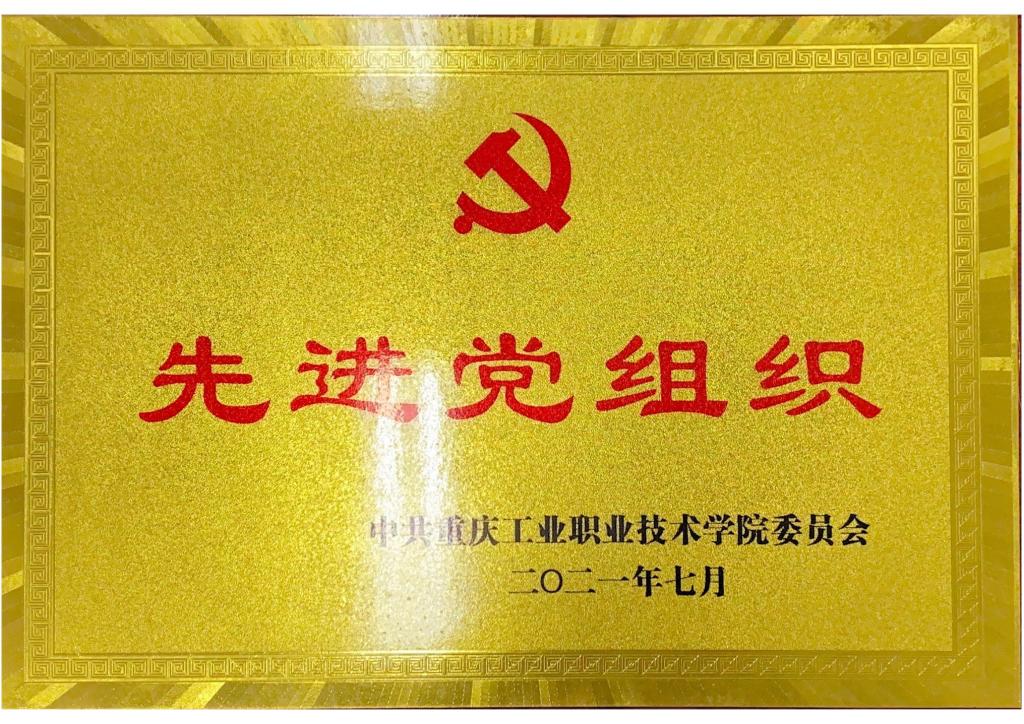 先进党组织
中共重庆工业职业技术学院委员会
二〇二一年七月